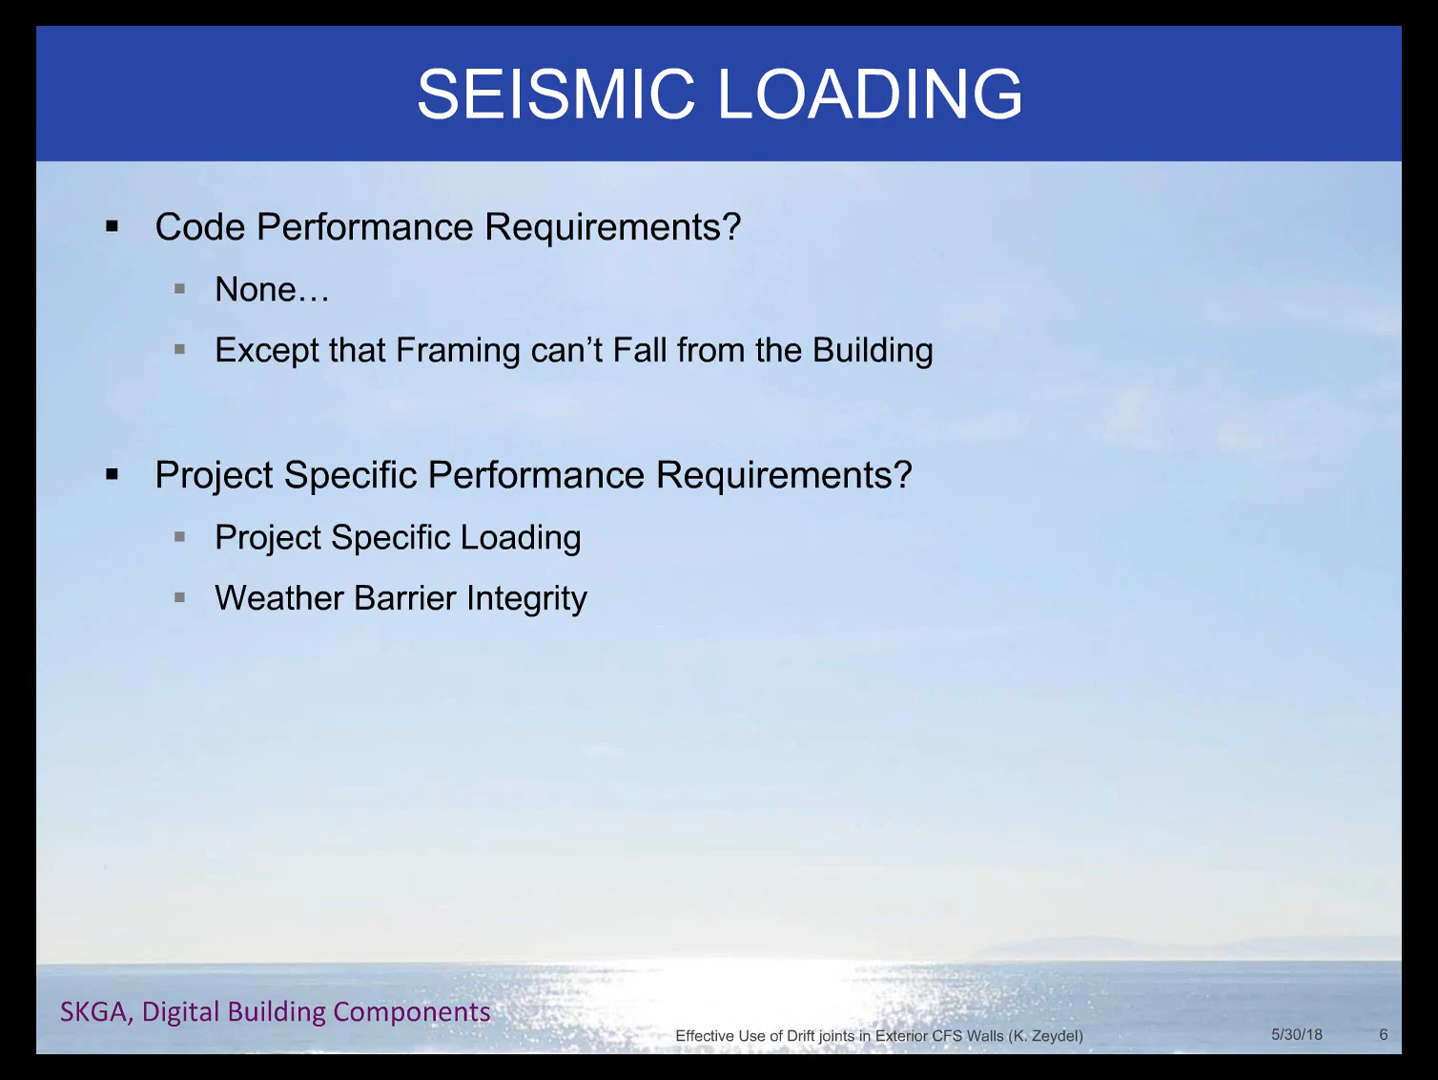 SEISMIC LOADING
▪ Code Performance Requirements?
▪ None…
▪ Except that Framing can’t Fall from the Building
▪ Project Specific Performance Requirements?
▪ Project Specific Loading
▪ Weather Barrier Integrity
SKGA, Digital Building Components
Effective Use of Drift joints in Exterior CFS Walls (K. Zeydel) 5/30/18 6